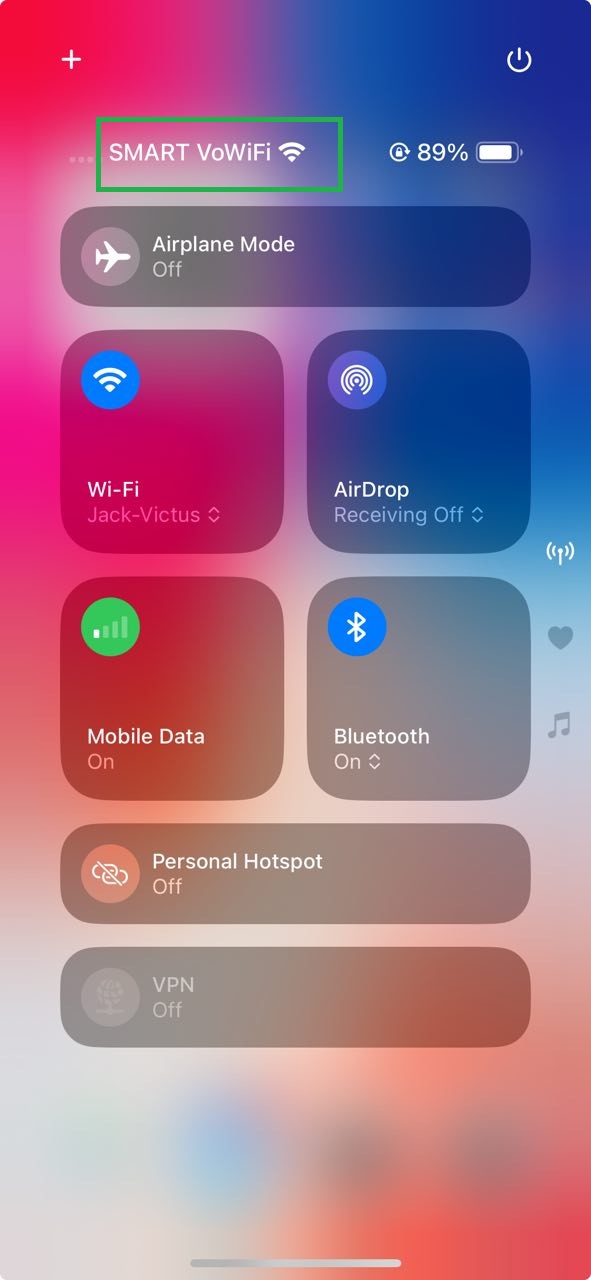 SMART VoWiFi 89%
Airplane Mode
Off
Wi-Fi
Jack-Victus
AirDrop
Receiving Off
Mobile Data
On
Bluetooth
On
Personal Hotspot
Off
VPN
Off